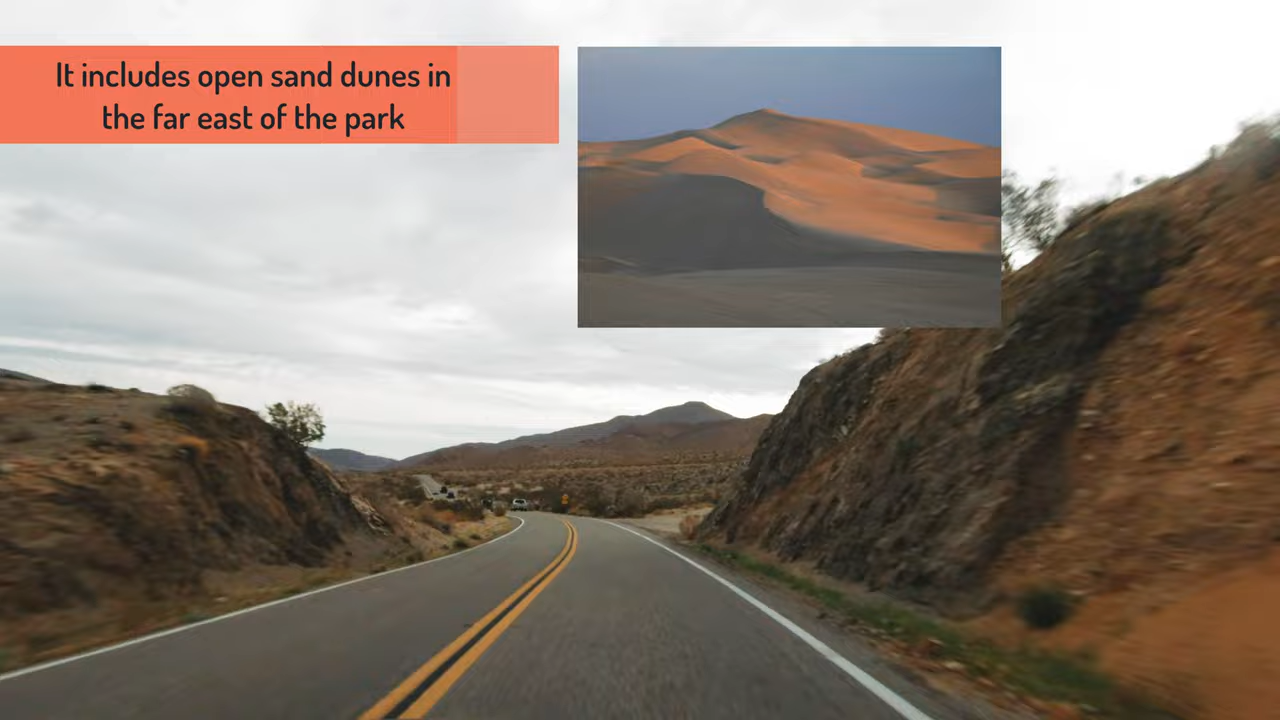 It includes open sand dunes in
the far east of the park